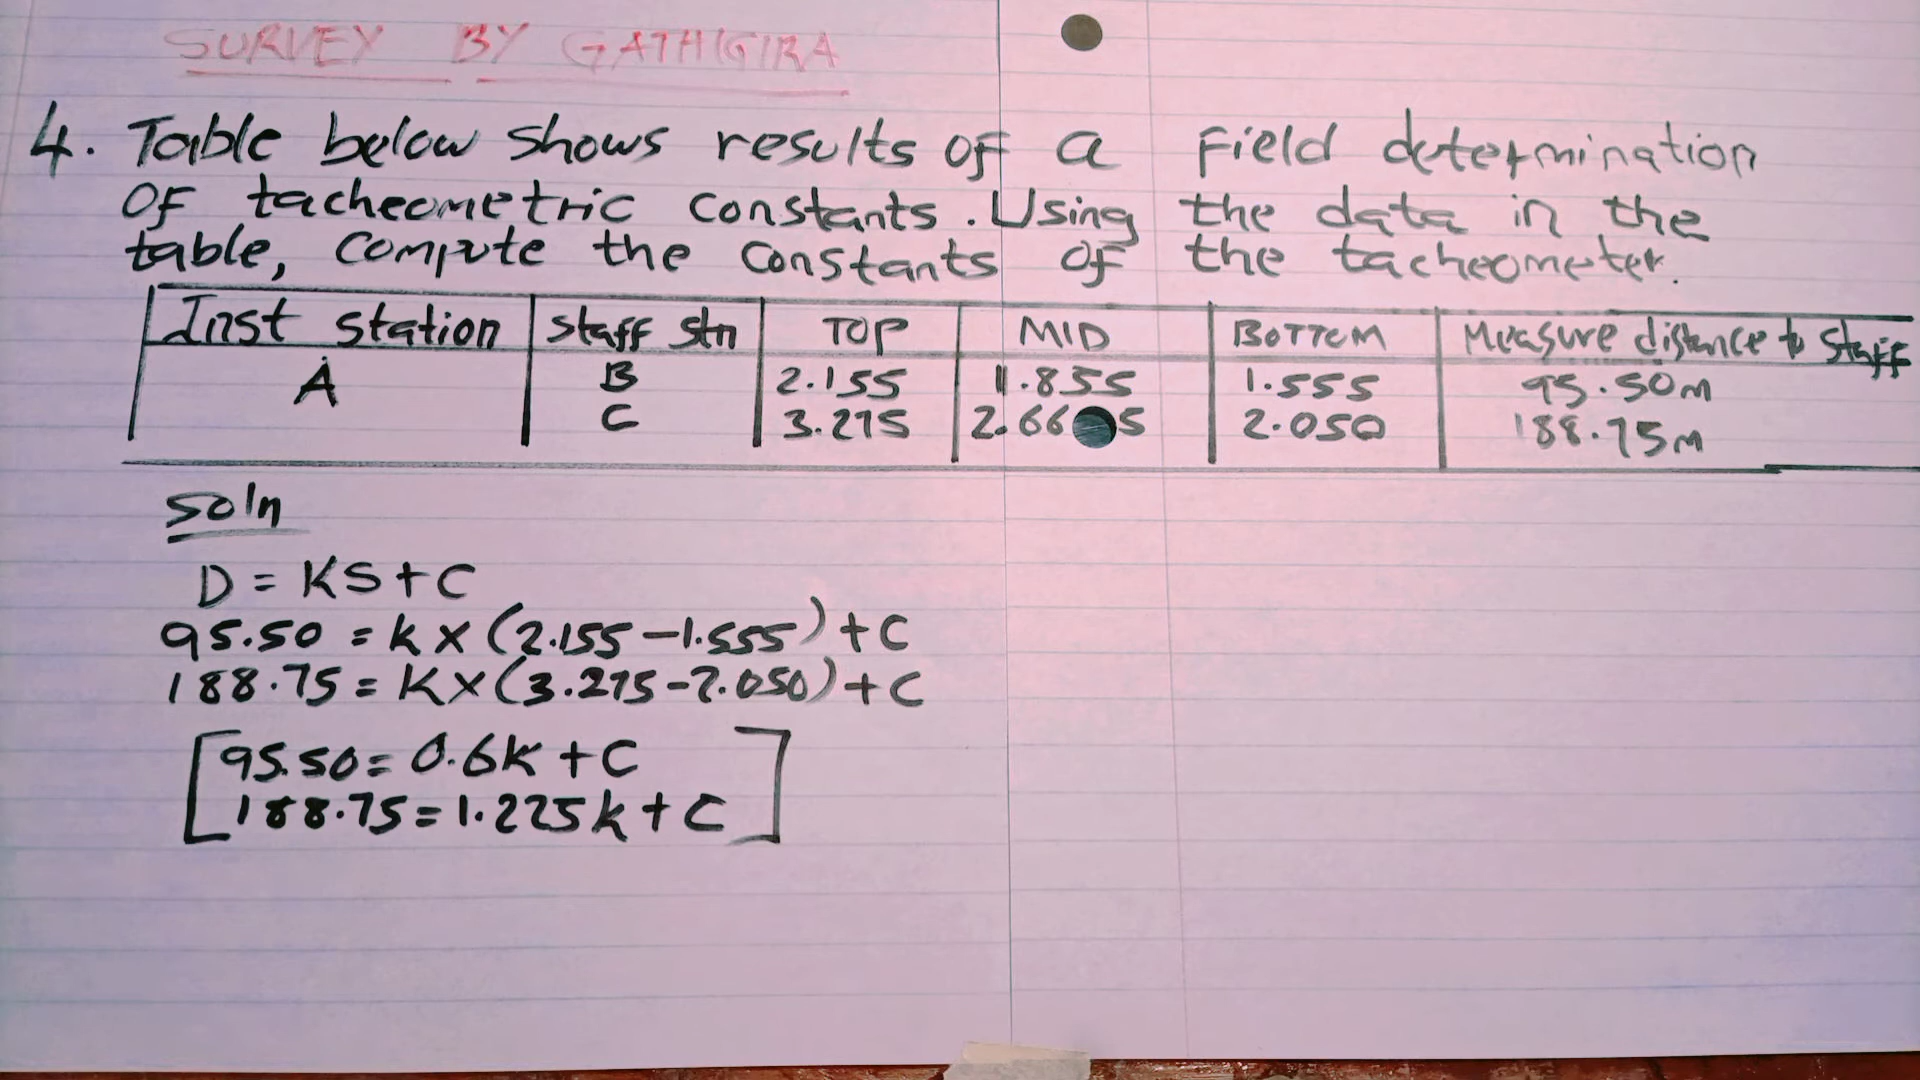 SURVEY BY GATHIGIRA
4. Table below shows results of a field determination
of tacheometric constants. Using the data in the
table, compute the constants of the tacheometer.
Inst station staff stn TOP MID BOTTOM Measure distance to staff
A B 2.155 1.855 1.555 95.50m
C 3.275 2.050 188.75m
soln
D = KS + C
95.50 = k x (2.155 - 1.555) + C
188.75 = K x (3.275 - 2.050) + C
[95.50 = 0.6K + C
188.75 = 1.225k + C]